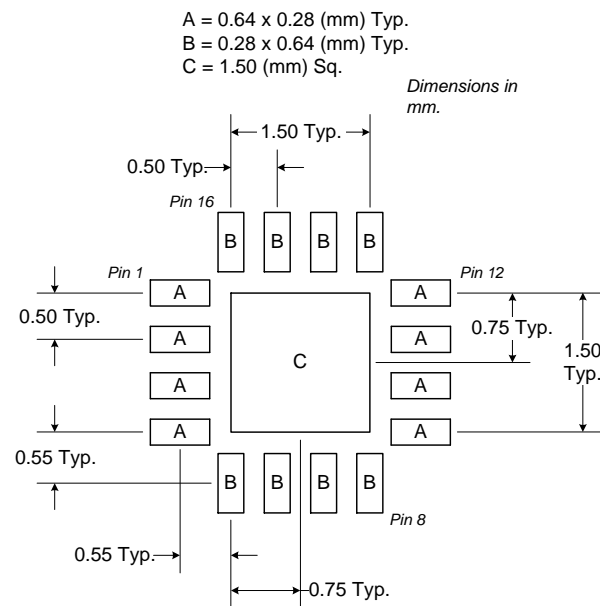 A = 0.64 x 0.28 (mm) Typ.
B = 0.28 x 0.64 (mm) Typ.
C = 1.50 (mm) Sq.
Dimensions in
mm.
1.50 Typ.
0.50 Typ.
Pin 16
B B B B
Pin 1
A
A
Pin 12
0.50 Typ.
A
A
0.75 Typ.
1.50
Typ.
C
A
A
A
A
0.55 Typ.
B B B B
Pin 8
0.55 Typ.
0.75 Typ.